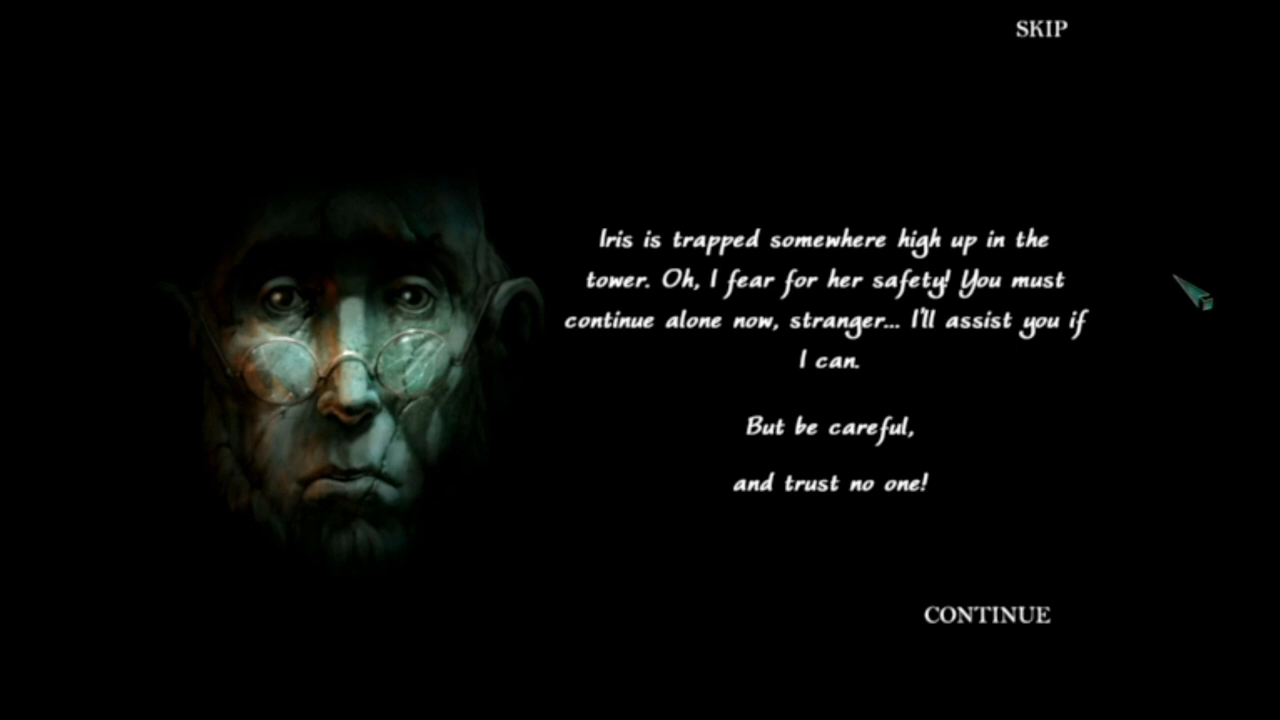 SKIP
Iris is trapped somewhere high up in the
tower. Oh, I fear for her safety! You must
continue alone now, stranger... I'll assist you if
I can.
But be careful,
and trust no one!
CONTINUE